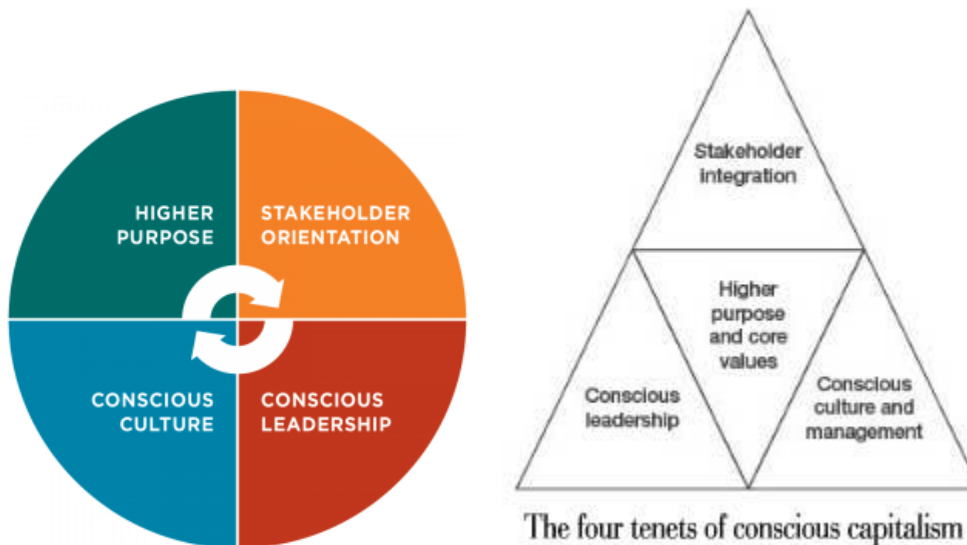 HIGHER
PURPOSE
STAKEHOLDER
ORIENTATION
CONSCIOUS
CULTURE
CONSCIOUS
LEADERSHIP
Stakeholder
integration
Higher
purpose
and core
values
Conscious
leadership
Conscious
culture and
management
The four tenets of conscious capitalism